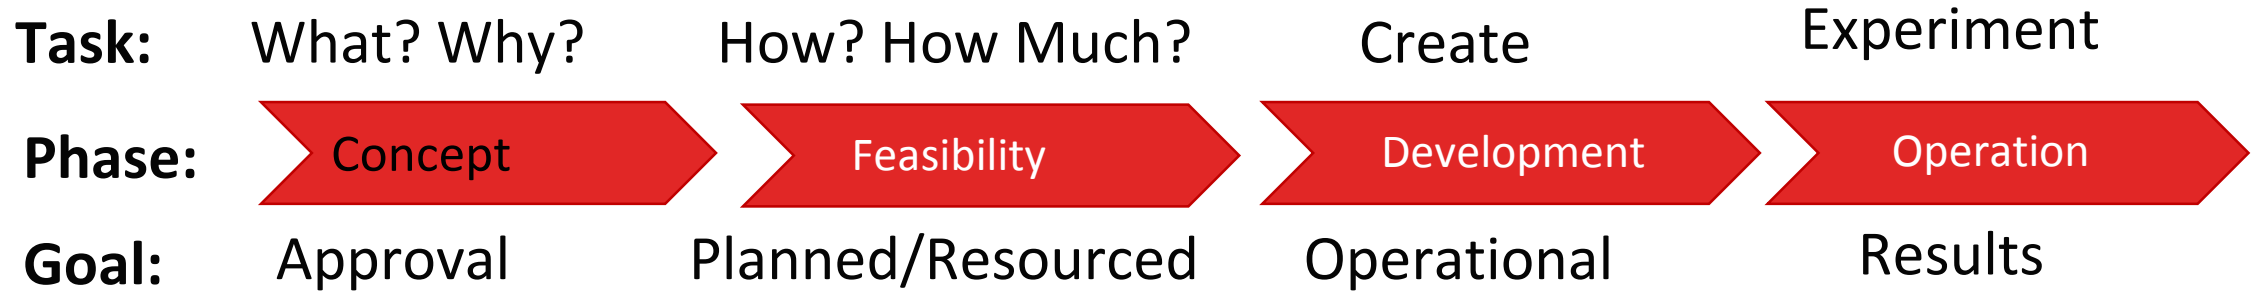 Task: What? Why? How? How Much? Create Experiment
Phase: Concept Feasibility Development Operation
Goal: Approval Planned/Resourced Operational Results